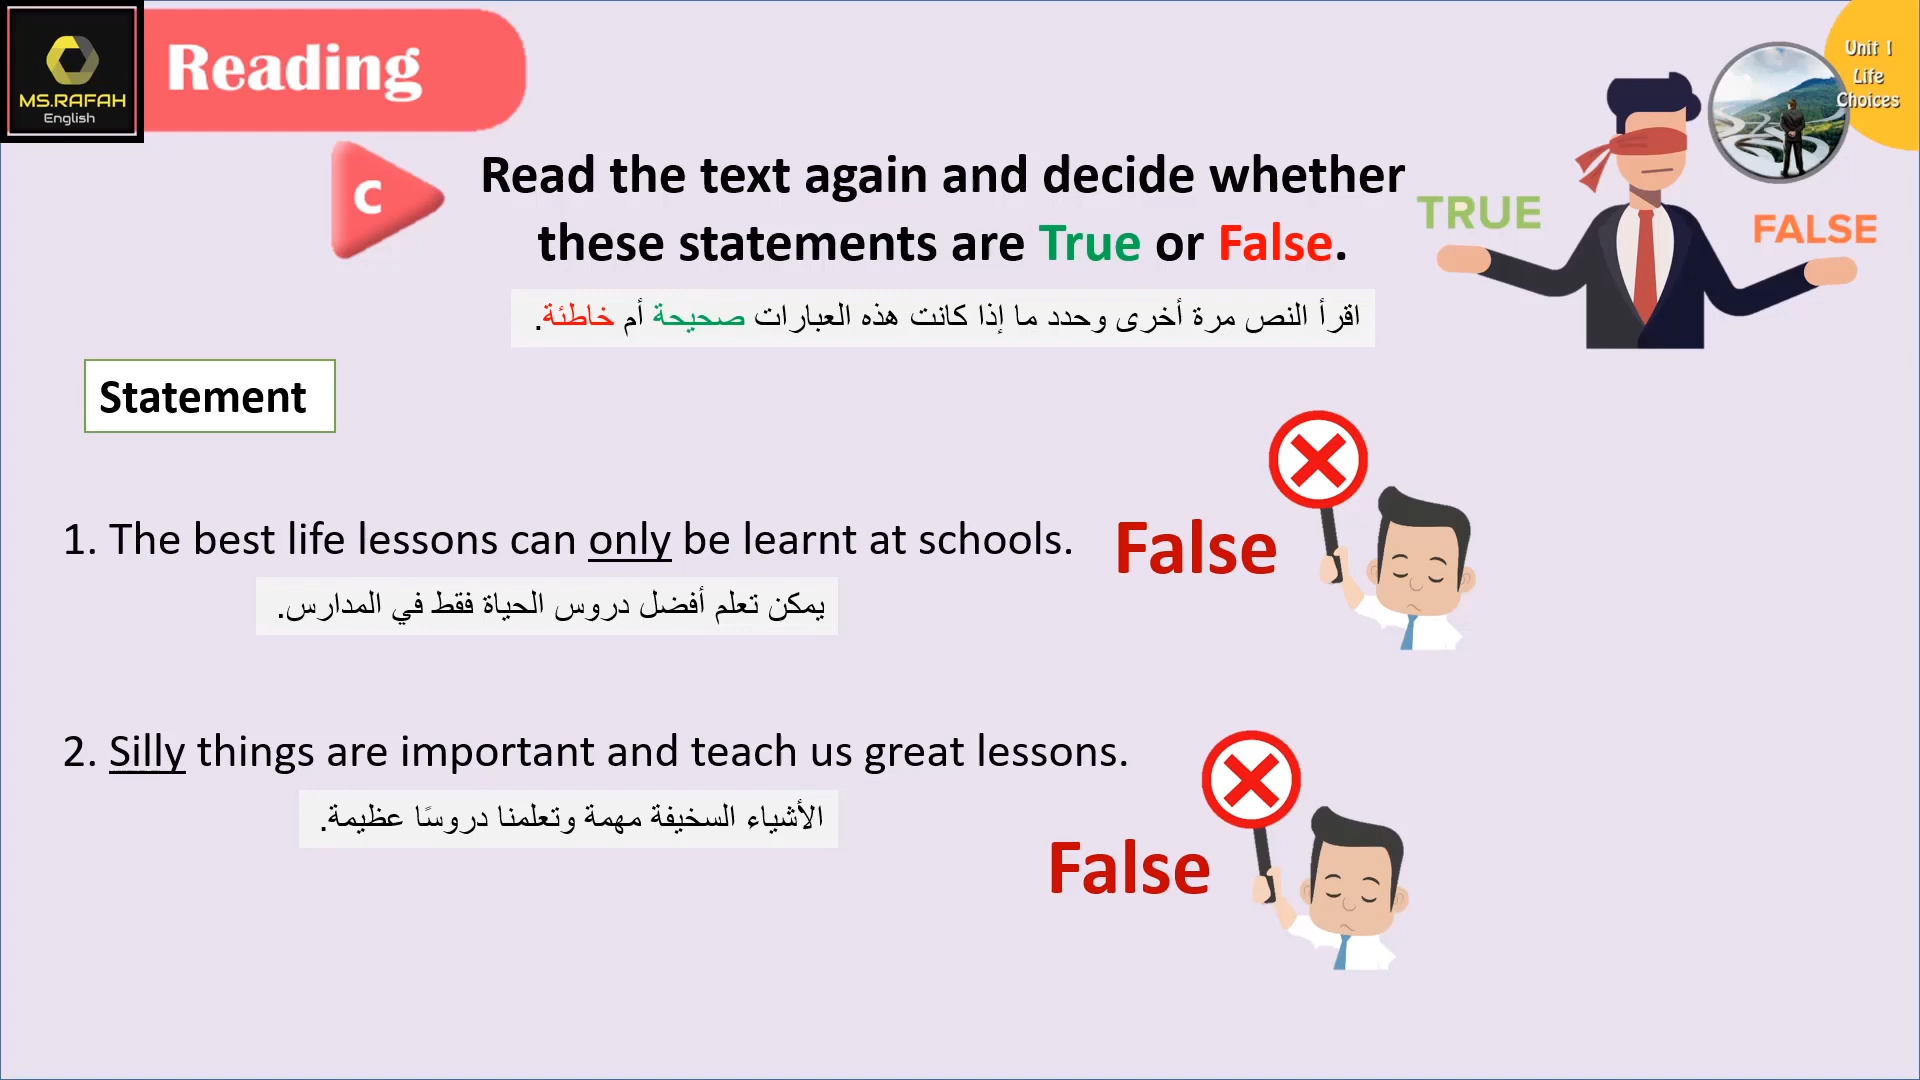 MS.RAFAH
English
Reading
Unit 1
Life
Choices
C
Read the text again and decide whether
these statements are True or False.
TRUE
FALSE
اقرأ النص مرة أخرى وحدد ما إذا كانت هذه العبارات صحيحة أم خاطئة.
Statement
1. The best life lessons can only be learnt at schools.
False
يمكن تعلم أفضل دروس الحياة فقط في المدارس.
2. Silly things are important and teach us great lessons.
الأشياء السخيفة مهمة وتعلمنا دروسًا عظيمة.
False